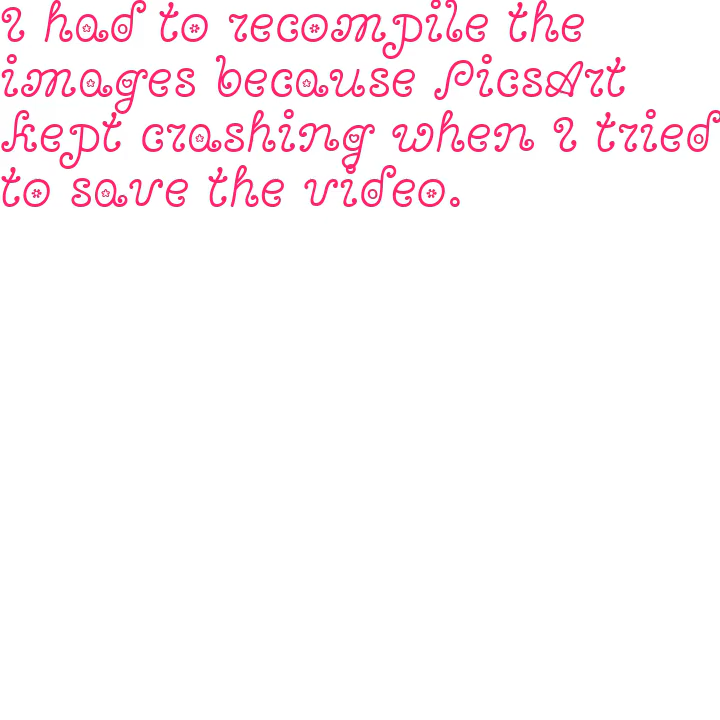 I had to recompile the
images because PicsArt
kept crashing when I tried
to save the video.